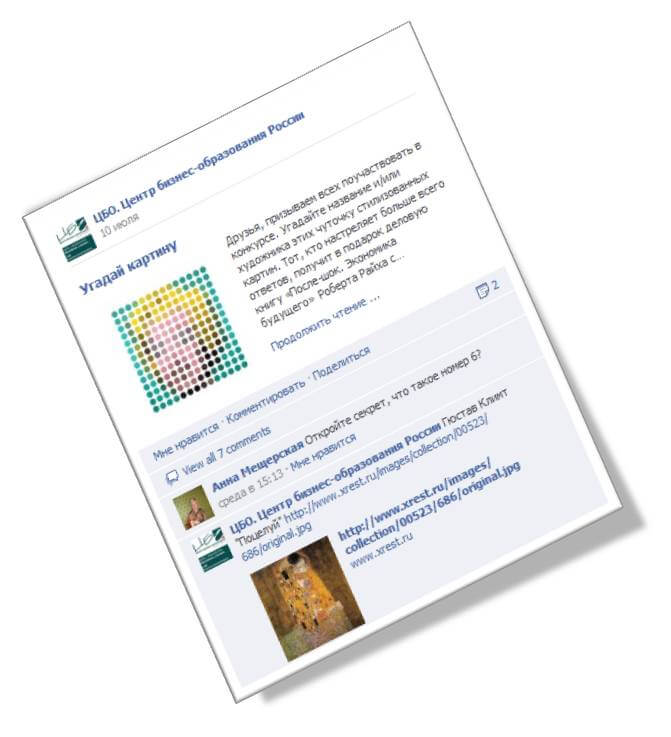 ЦБО. Центр бизнес-образования России
10 июля
Угадай картину
Друзья, призываем всех поучаствовать в
конкурсе. Угадайте название и/или
художника этих чуточку стилизованных
картин. Тот, кто настреляет больше всего
ответов, получит в подарок деловую
книгу «После-шок. Экономика
будущего» Роберта Райха с...
Продолжить чтение ...
Мне нравится · Комментировать · Поделиться
2
View all 7 comments
Анна Мещерская Откройте секрет, что такое номер 6?
среда в 15:13 · Мне нравится
ЦБО. Центр бизнес-образования России Гюстав Климт
"Поцелуй" http://www.xrest.ru/images/collection/00523/
686/original.jpg
http://www.xrest.ru/images/
collection/00523/686/original.jpg
www.xrest.ru